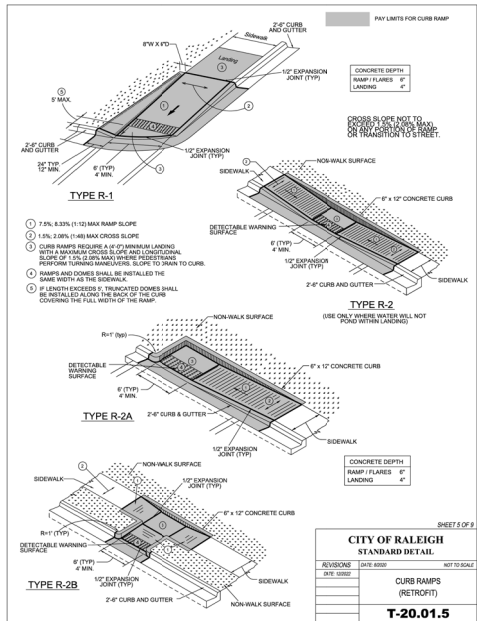 PAY LIMITS FOR CURB RAMP
2'-6" CURB
AND GUTTER
Sidewalk
8"W X 6"D
Landing
3
1/2" EXPANSION
JOINT (TYP)
CONCRETE DEPTH
RAMP / FLARES 6"
LANDING 4"
5
5' MAX.
1
2
4
CROSS SLOPE NOT TO
EXCEED 1.5% (2.08% MAX)
ON ANY PORTION OF RAMP
OR TRANSITION TO STREET.
2'-6" CURB
AND GUTTER
1/2" EXPANSION
JOINT (TYP)
24" TYP.
12" MIN.
6' (TYP)
4' MIN.
3
TYPE R-1
NON-WALK SURFACE
SIDEWALK
6" x 12" CONCRETE CURB
DETECTABLE WARNING
SURFACE
6' (TYP)
4' MIN.
1/2" EXPANSION
JOINT (TYP)
2'-6" CURB AND GUTTER
SIDEWALK
TYPE R-2
(USE ONLY WHERE WATER WILL NOT
POND WITHIN LANDING)
1 7.5%; 8.33% (1:12) MAX RAMP SLOPE
2 1.5%; 2.08% (1:48) MAX CROSS SLOPE
3 CURB RAMPS REQUIRE A (4'-0") MINIMUM LANDING
WITH A MAXIMUM CROSS SLOPE AND LONGITUDINAL
SLOPE OF 1.5% (2.08% MAX) WHERE PEDESTRIANS
PERFORM TURNING MANEUVERS. SLOPE TO DRAIN TO CURB.
4 RAMPS AND DOMES SHALL BE INSTALLED THE
SAME WIDTH AS THE SIDEWALK.
5 IF LENGTH EXCEEDS 5', TRUNCATED DOMES SHALL
BE INSTALLED ALONG THE BACK OF THE CURB
COVERING THE FULL WIDTH OF THE RAMP.
NON-WALK SURFACE
R=1' (typ)
DETECTABLE
WARNING
SURFACE
3
6" x 12" CONCRETE CURB
6' (TYP)
4' MIN.
2'-6" CURB & GUTTER
SIDEWALK
1/2" EXPANSION
JOINT (TYP)
TYPE R-2A
CONCRETE DEPTH
RAMP / FLARES 6"
LANDING 4"
2
NON-WALK SURFACE
1/2" EXPANSION
JOINT (TYP)
SIDEWALK
6" x 12" CONCRETE CURB
R=1' (TYP)
DETECTABLE WARNING
SURFACE
6' (TYP)
4' MIN.
1/2" EXPANSION
JOINT (TYP)
SIDEWALK
2'-6" CURB AND GUTTER
NON-WALK SURFACE
TYPE R-2B
SHEET 5 OF 9
CITY OF RALEIGH
STANDARD DETAIL
REVISIONS DATE: 8/2020 NOT TO SCALE
DATE: 12/2022
CURB RAMPS
(RETROFIT)
T-20.01.5